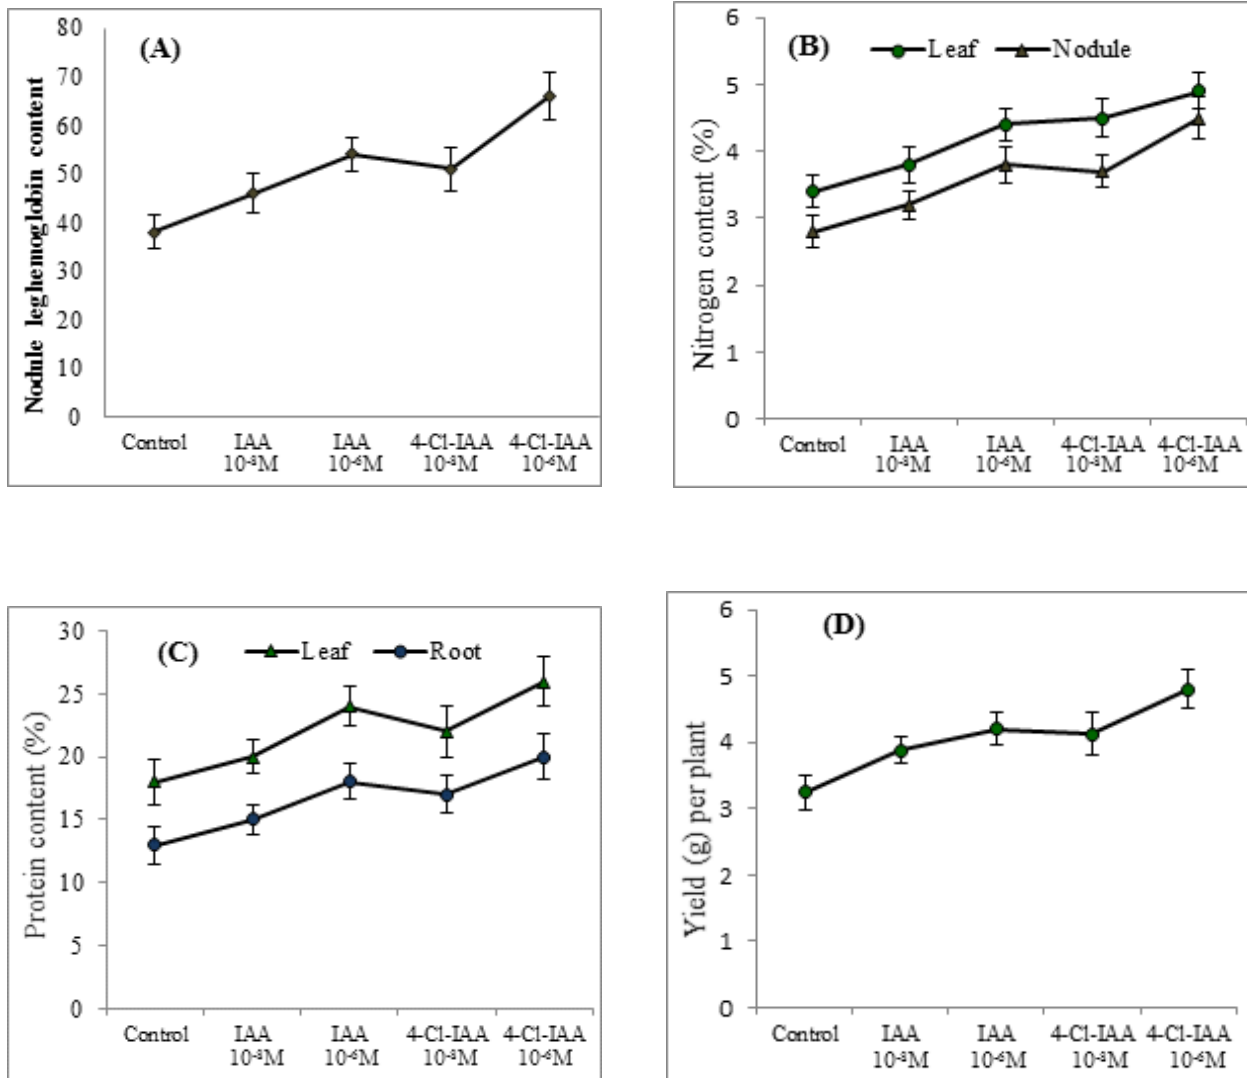 (A)
Nodule leghemoglobin content
80
70
60
50
40
30
20
10
0
Control
IAA
10⁻⁸M
IAA
10⁻⁶M
4-Cl-IAA
10⁻⁸M
4-Cl-IAA
10⁻⁶M
(B)
Leaf
Nodule
Nitrogen content (%)
6
5
4
3
2
1
0
Control
IAA
10⁻⁸M
IAA
10⁻⁶M
4-Cl-IAA
10⁻⁸M
4-Cl-IAA
10⁻⁶M
(C)
Leaf
Root
Protein content (%)
30
25
20
15
10
5
0
Control
IAA
10⁻⁸M
IAA
10⁻⁶M
4-Cl-IAA
10⁻⁸M
4-Cl-IAA
10⁻⁶M
(D)
Yield (g) per plant
6
5
4
3
2
1
0
Control
IAA
10⁻⁸M
IAA
10⁻⁶M
4-Cl-IAA
10⁻⁸M
4-Cl-IAA
10⁻⁶M